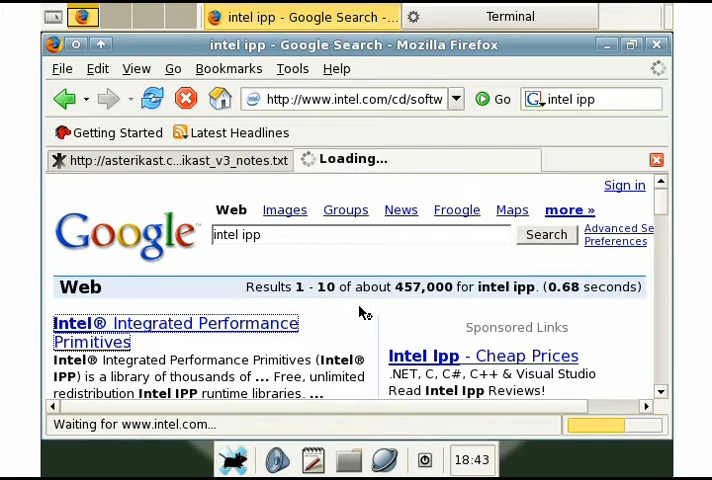 intel ipp - Google Search -...
Terminal
intel ipp - Google Search - Mozilla Firefox
File Edit View Go Bookmarks Tools Help
http://www.intel.com/cd/softw Go G intel ipp
Getting Started Latest Headlines
http://asterikast.c...ikast_v3_notes.txt Loading...
Sign in
Web Images Groups News Froogle Maps more »
Google™
intel ipp Search Advanced Se
Preferences
Web Results 1 - 10 of about 457,000 for intel ipp. (0.68 seconds)
Intel® Integrated Performance
Primitives
Intel® Integrated Performance Primitives (Intel®
IPP) is a library of thousands of ... Free, unlimited
redistribution Intel IPP runtime libraries. ...
Sponsored Links
Intel Ipp - Cheap Prices
.NET, C, C#, C++ & Visual Studio
Read Intel Ipp Reviews!
Waiting for www.intel.com...
18:43